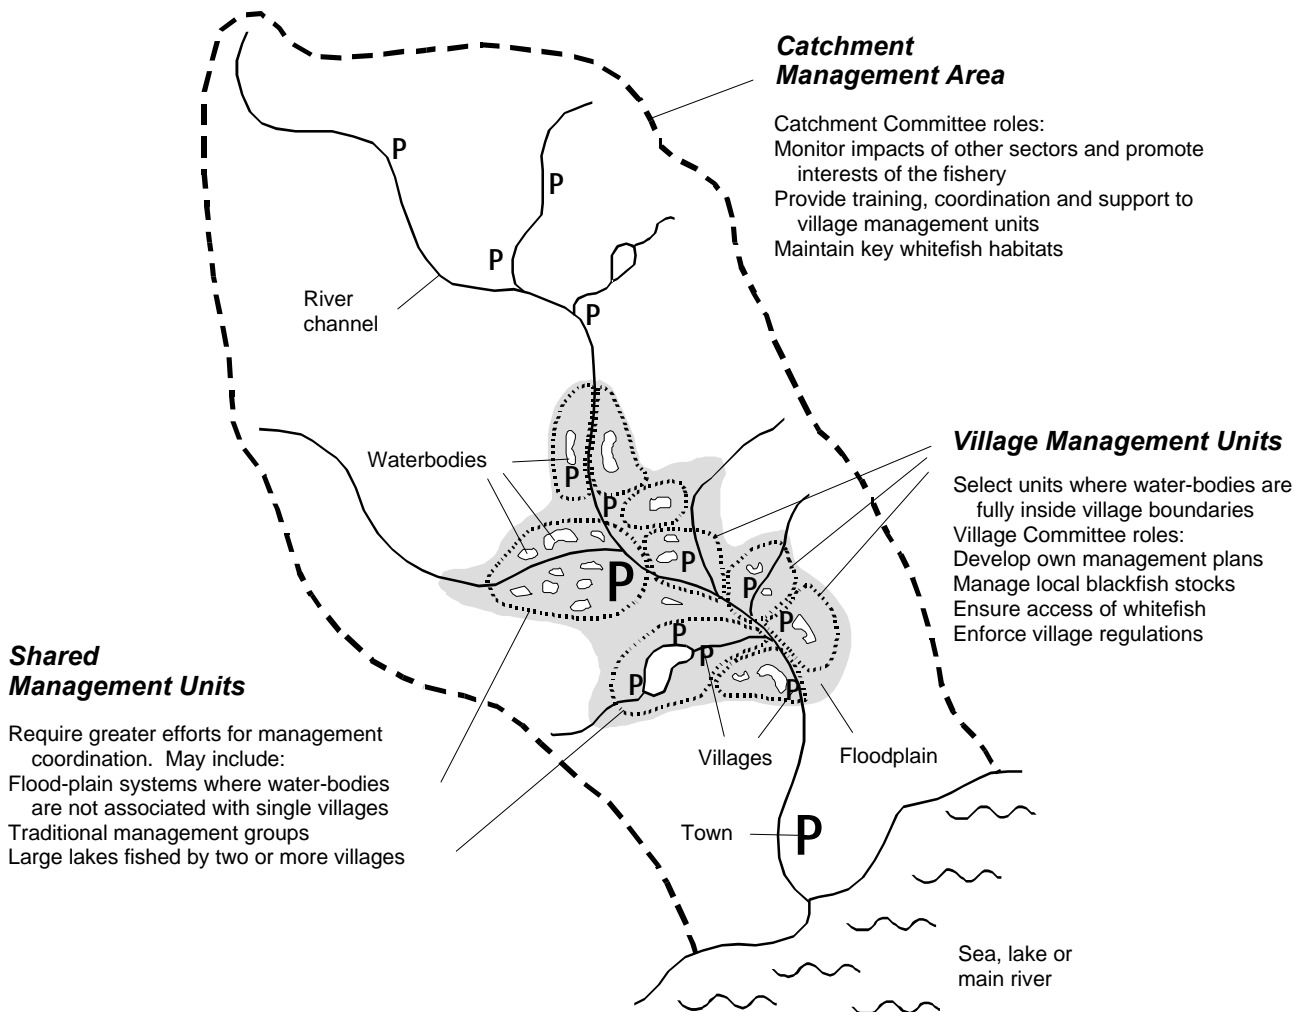 Catchment
Management Area
Catchment Committee roles:
Monitor impacts of other sectors and promote
interests of the fishery
Provide training, coordination and support to
village management units
Maintain key whitefish habitats
P
P
P
P
River
channel
Waterbodies
P
P
P
P
P
P
P
P
P
P
Village Management Units
Select units where water-bodies are
fully inside village boundaries
Village Committee roles:
Develop own management plans
Manage local blackfish stocks
Ensure access of whitefish
Enforce village regulations
Shared
Management Units
Require greater efforts for management
coordination. May include:
Flood-plain systems where water-bodies
are not associated with single villages
Traditional management groups
Large lakes fished by two or more villages
Villages
Floodplain
Town
P
Sea, lake or
main river